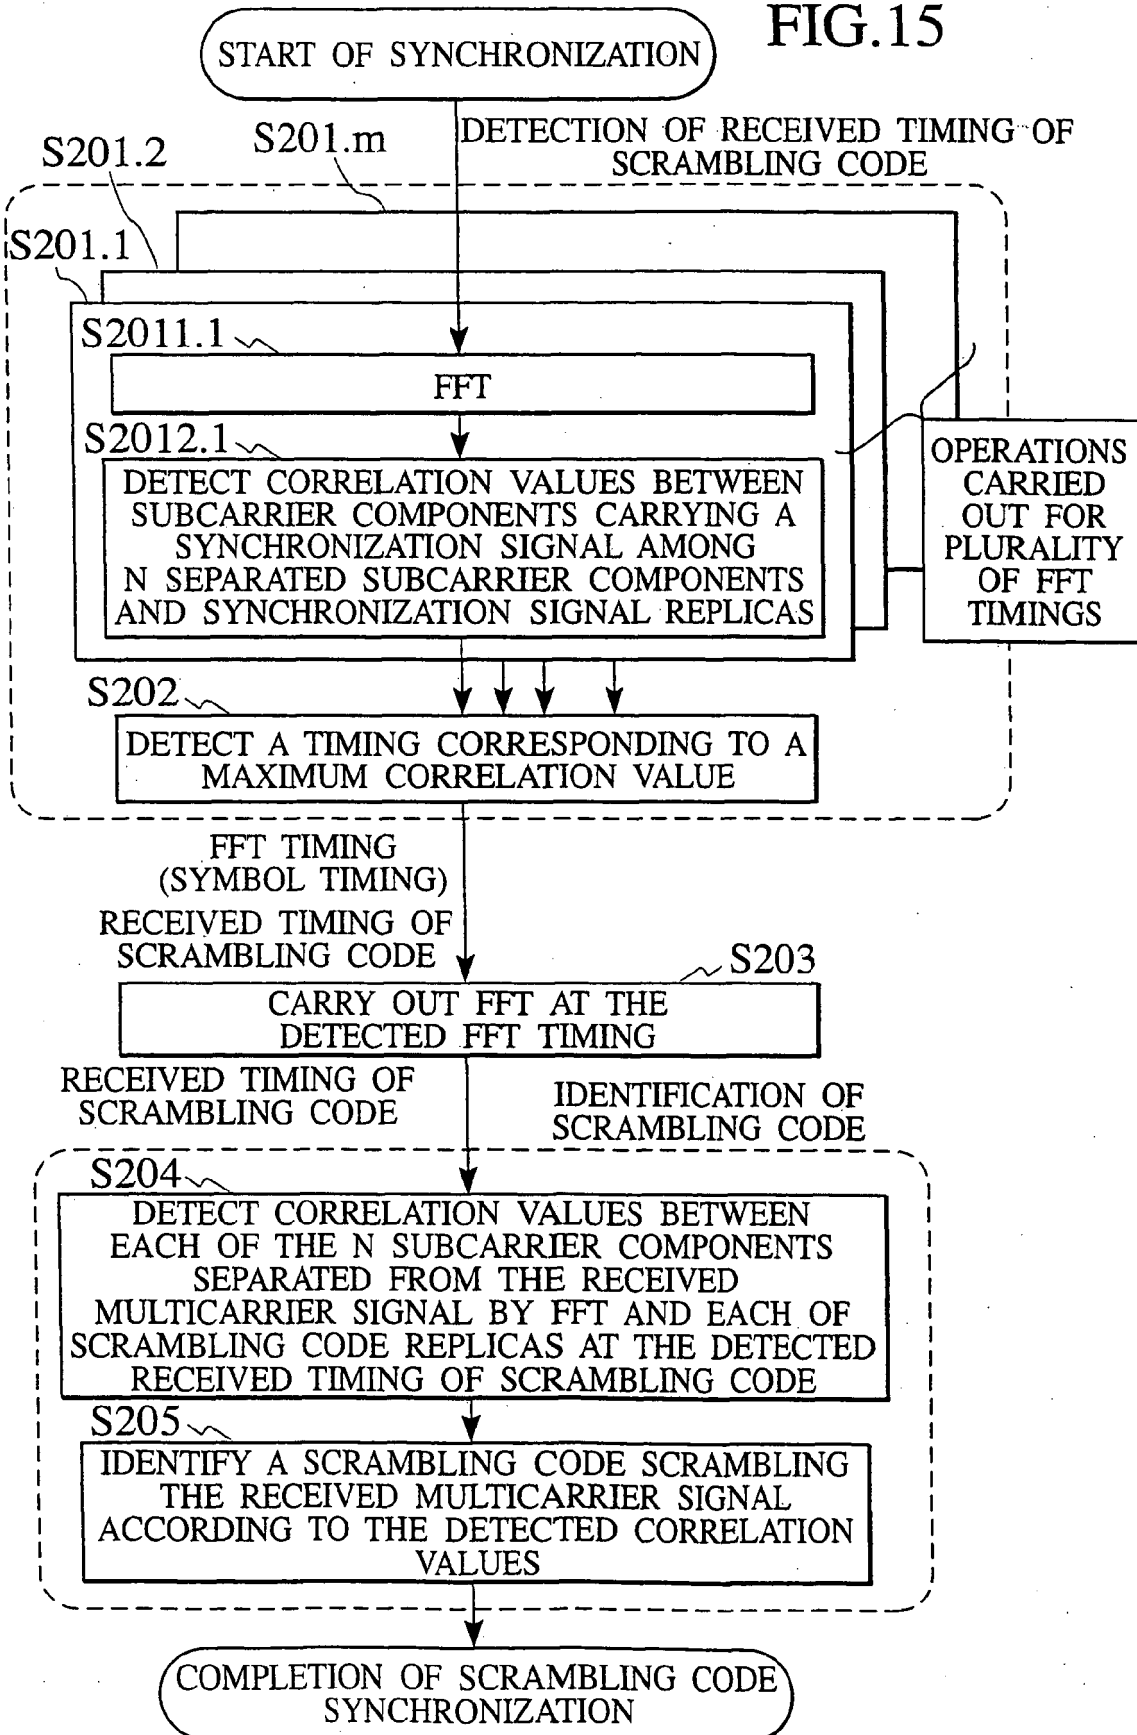 FIG.15
START OF SYNCHRONIZATION
DETECTION OF RECEIVED TIMING OF
SCRAMBLING CODE
S201.m
S201.2
S201.1
S2011.1
FFT
S2012.1
DETECT CORRELATION VALUES BETWEEN
SUBCARRIER COMPONENTS CARRYING A
SYNCHRONIZATION SIGNAL AMONG
N SEPARATED SUBCARRIER COMPONENTS
AND SYNCHRONIZATION SIGNAL REPLICAS
OPERATIONS
CARRIED
OUT FOR
PLURALITY
OF FFT
TIMINGS
S202
DETECT A TIMING CORRESPONDING TO A
MAXIMUM CORRELATION VALUE
FFT TIMING
(SYMBOL TIMING)
RECEIVED TIMING OF
SCRAMBLING CODE
S203
CARRY OUT FFT AT THE
DETECTED FFT TIMING
RECEIVED TIMING OF
SCRAMBLING CODE
IDENTIFICATION OF
SCRAMBLING CODE
S204
DETECT CORRELATION VALUES BETWEEN
EACH OF THE N SUBCARRIER COMPONENTS
SEPARATED FROM THE RECEIVED
MULTICARRIER SIGNAL BY FFT AND EACH OF
SCRAMBLING CODE REPLICAS AT THE DETECTED
RECEIVED TIMING OF SCRAMBLING CODE
S205
IDENTIFY A SCRAMBLING CODE SCRAMBLING
THE RECEIVED MULTICARRIER SIGNAL
ACCORDING TO THE DETECTED CORRELATION
VALUES
COMPLETION OF SCRAMBLING CODE
SYNCHRONIZATION